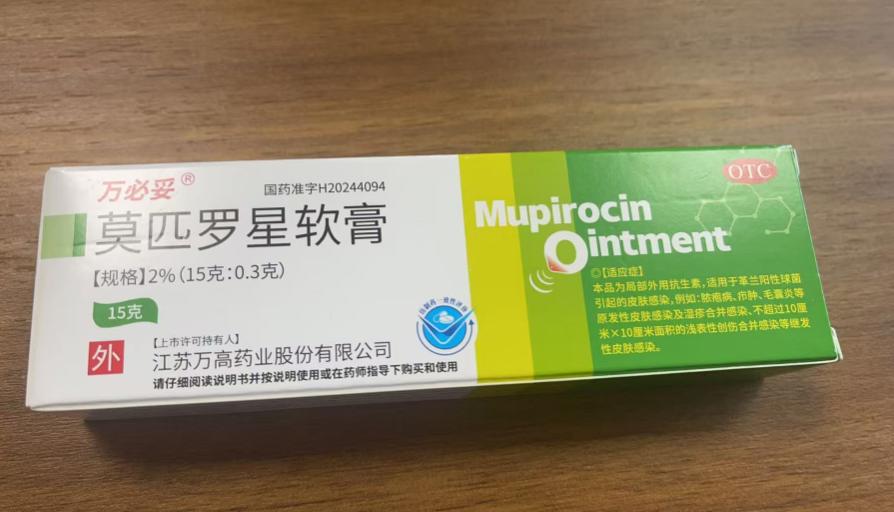 万必妥®
国药准字H20244094
莫匹罗星软膏
【规格】2%（15克：0.3克）
15克
外
【上市许可持有人】
江苏万高药业股份有限公司
请仔细阅读说明书并按说明使用或在药师指导下购买和使用
仿制药一致性评价
OTC
Mupirocin
Ointment
◎【适应症】
本品为局部外用抗生素，适用于革兰阳性球菌
引起的皮肤感染，例如：脓疱病、疖肿、毛囊炎等
原发性皮肤感染及湿疹合并感染、不超过10厘
米×10厘米面积的浅表性创伤合并感染等继发
性皮肤感染。